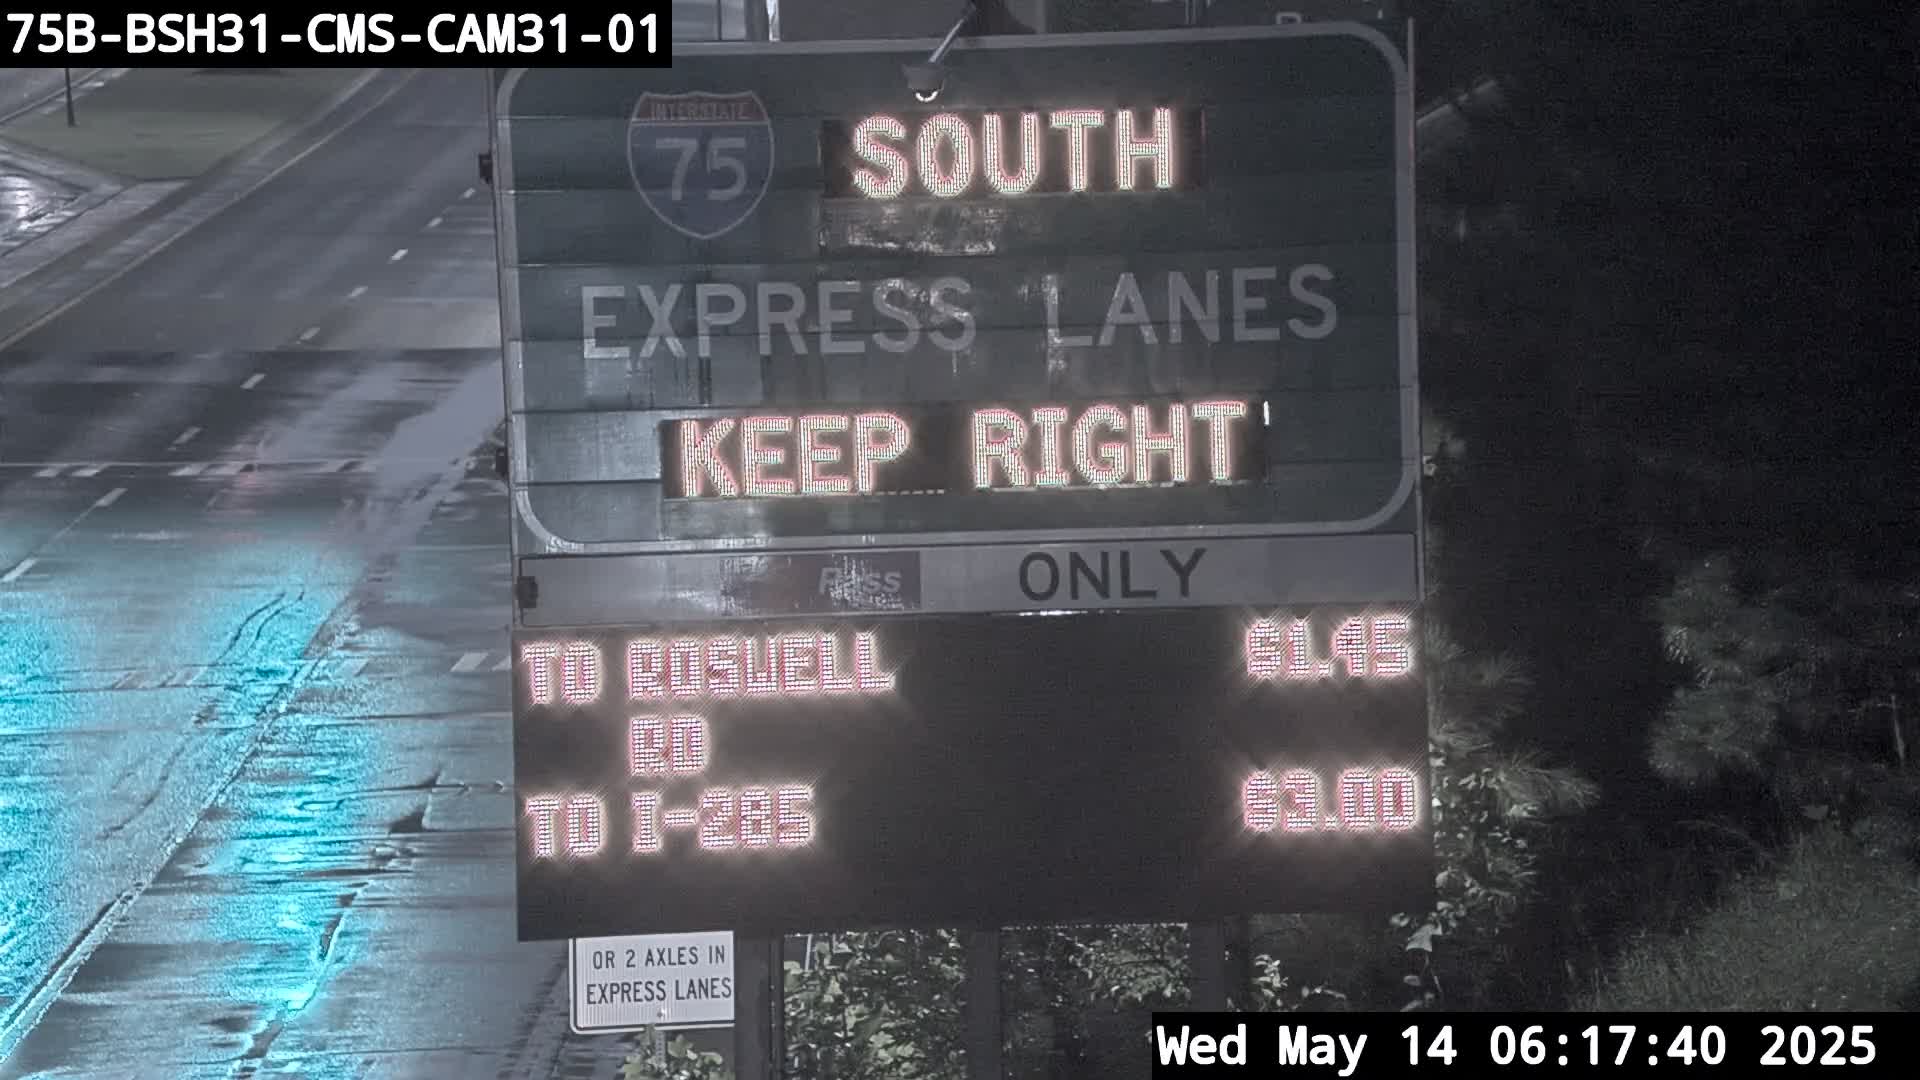 75B-BSH31-CMS-CAM31-01
INTERSTATE
75
SOUTH
EXPRESS LANES
KEEP RIGHT
Pass ONLY
TO ROSWELL $1.45
RD
TO I-285 $3.00
OR 2 AXLES IN
EXPRESS LANES
Wed May 14 06:17:40 2025